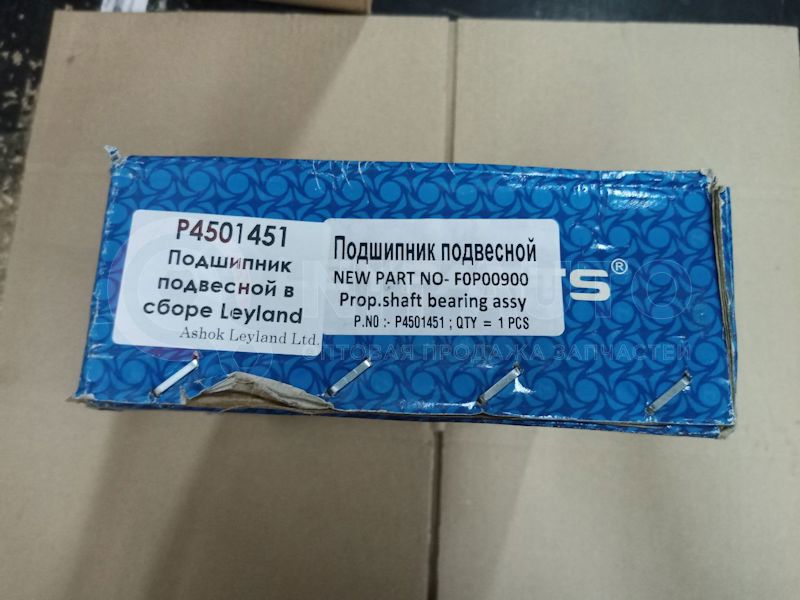 P4501451
Подшипник
подвесной в
сборе Leyland
Ashok Leyland Ltd.
Подшипник подвесной
NEW PART NO- F0P00900
Prop.shaft bearing assy
P.NO :- P4501451 ; QTY = 1 PCS
TS®
ОПТОВАЯ ПРОДАЖА ЗАПЧАСТЕЙ